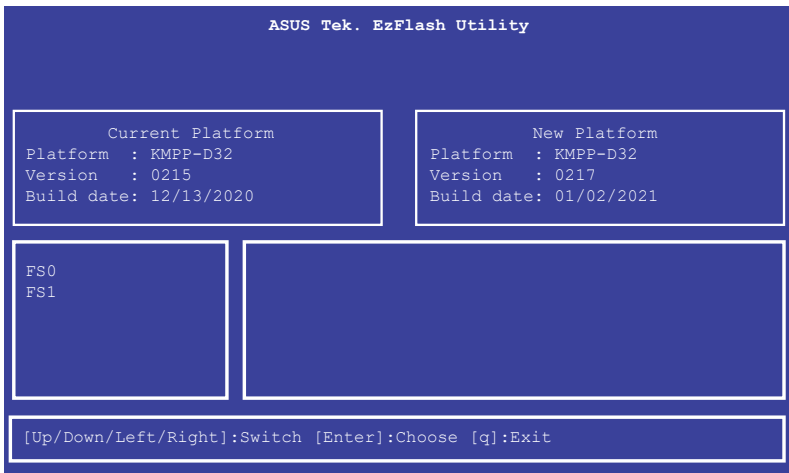 ASUS Tek. EzFlash Utility
Current Platform
Platform : KMPP-D32
Version : 0215
Build date: 12/13/2020
New Platform
Platform : KMPP-D32
Version : 0217
Build date: 01/02/2021
FS0
FS1
[Up/Down/Left/Right]:Switch [Enter]:Choose [q]:Exit